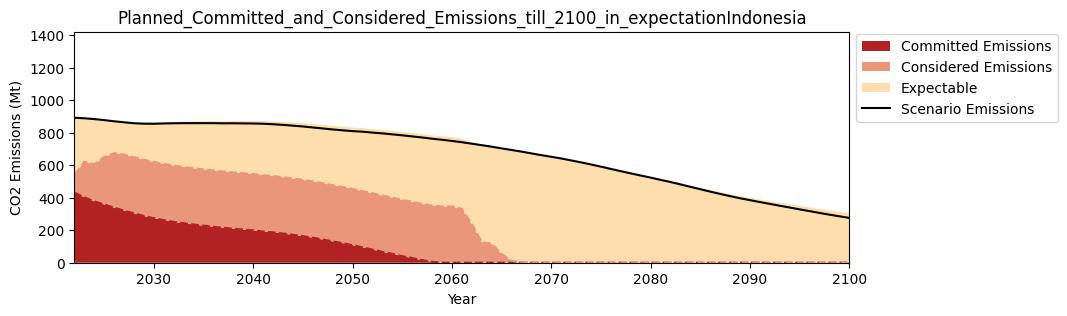 Planned_Committed_and_Considered_Emissions_till_2100_in_expectationIndonesia
1400
1200
1000
800
600
400
200
0
CO2 Emissions (Mt)
2030 2040 2050 2060 2070 2080 2090 2100
Year
Committed Emissions
Considered Emissions
Expectable
Scenario Emissions